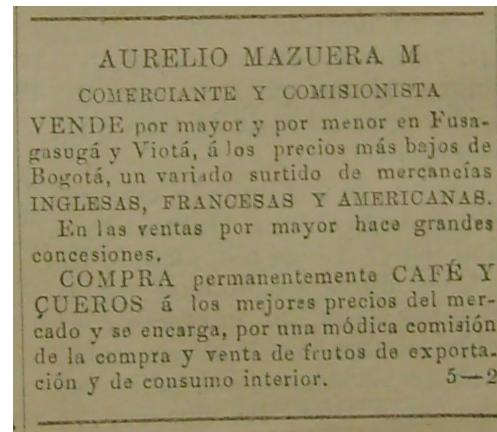 AURELIO MAZUERA M
COMERCIANTE Y COMISIONISTA
VENDE por mayor y por menor en Fusa-
gasugá y Viotá, á los precios más bajos de
Bogotá, un variado surtido de mercancías
INGLESAS, FRANCESAS Y AMERICANAS.
En las ventas por mayor hace grandes
concesiones.
COMPRA permanentemente CAFÉ Y
ÇUEROS á los mejores precios del mer-
cado y se encarga, por una módica comisión
de la compra y venta de frutos de exporta-
ción y de consumo interior. 5—2